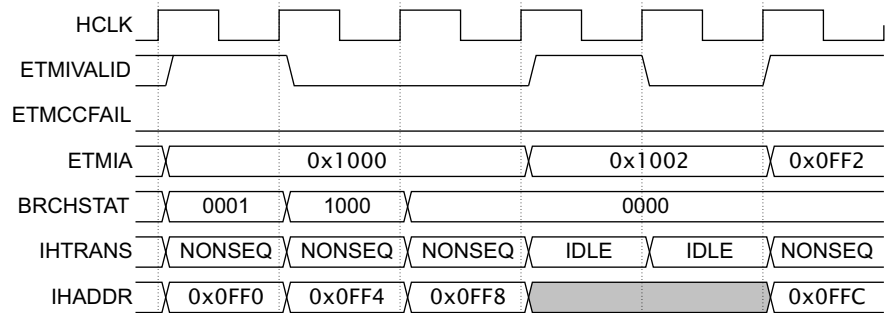 HCLK
ETMIVALID
ETMCCFAIL
ETMIA 0x1000 0x1002 0x0FF2
BRCHSTAT 0001 1000 0000
IHTRANS NONSEQ NONSEQ NONSEQ IDLE IDLE NONSEQ
IHADDR 0x0FF0 0x0FF4 0x0FF8 0x0FFC